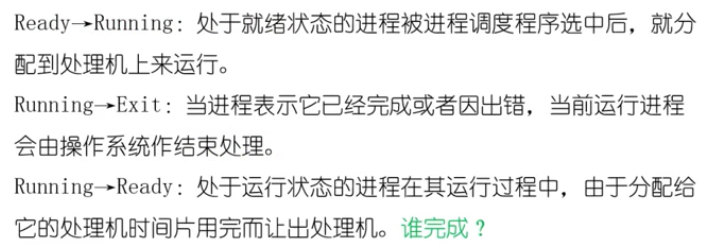 Ready→Running：处于就绪状态的进程被进程调度程序选中后，就分
配到处理机上来运行。
Running→Exit：当进程表示它已经完成或者因出错，当前运行进程
会由操作系统作结束处理。
Running→Ready：处于运行状态的进程在其运行过程中，由于分配给
它的处理机时间片用完而让出处理机。谁完成？